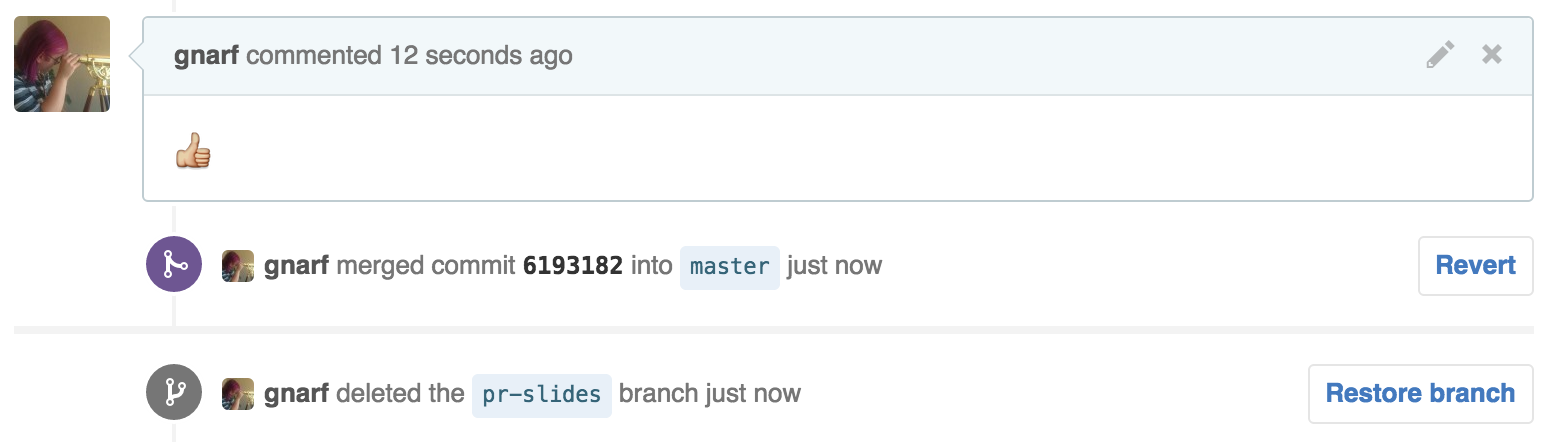 gnarf commented 12 seconds ago
👍
gnarf merged commit 6193182 into master just now
Revert
gnarf deleted the pr-slides branch just now
Restore branch